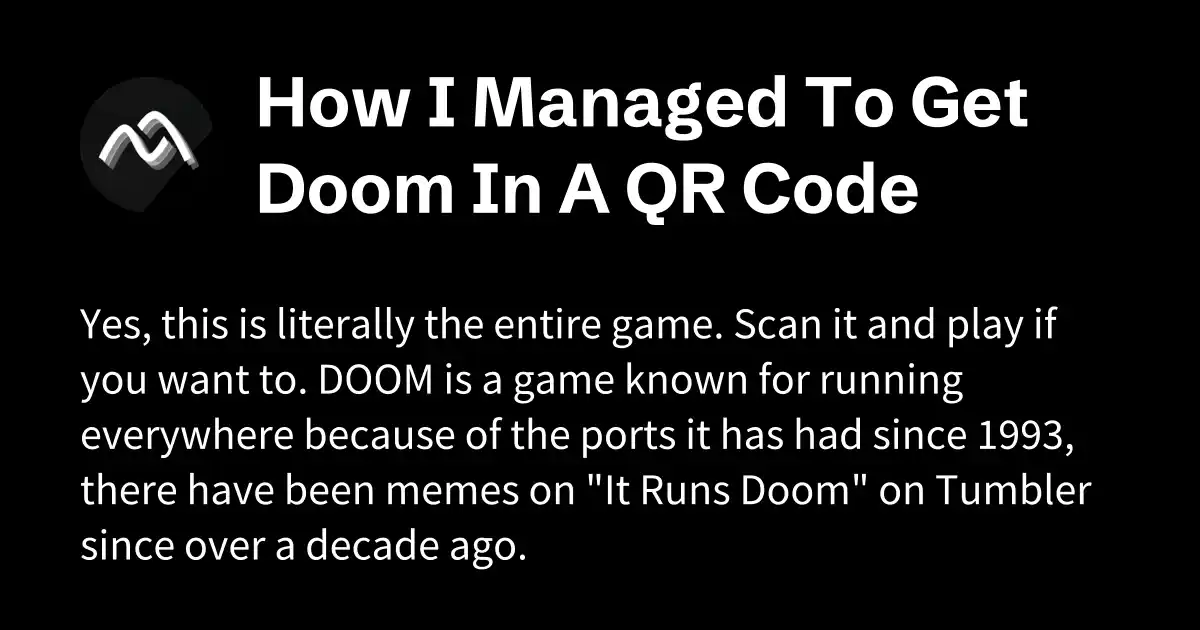 How I Managed To Get
Doom In A QR Code
Yes, this is literally the entire game. Scan it and play if
you want to. DOOM is a game known for running
everywhere because of the ports it has had since 1993,
there have been memes on "It Runs Doom" on Tumbler
since over a decade ago.